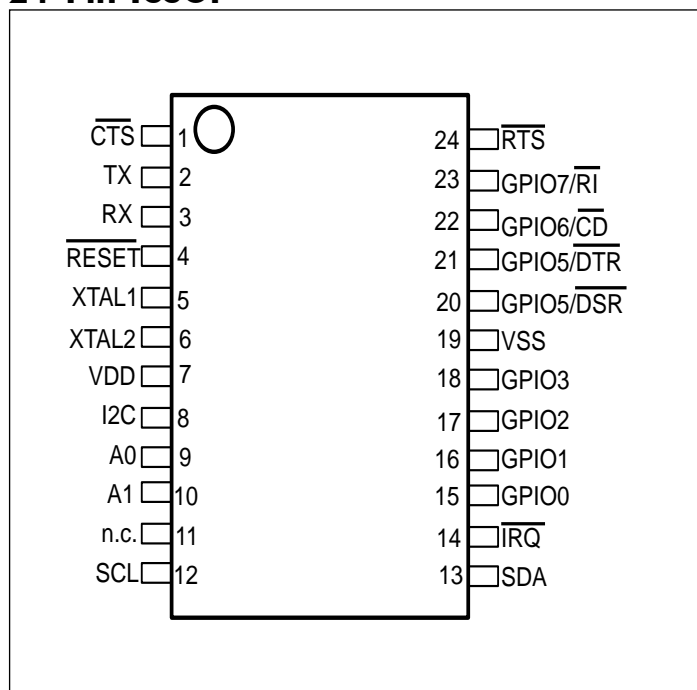 CTS 1
TX 2
RX 3
RESET 4
XTAL1 5
XTAL2 6
VDD 7
I2C 8
A0 9
A1 10
n.c. 11
SCL 12
24 RTS
23 GPIO7/RI
22 GPIO6/CD
21 GPIO5/DTR
20 GPIO5/DSR
19 VSS
18 GPIO3
17 GPIO2
16 GPIO1
15 GPIO0
14 IRQ
13 SDA